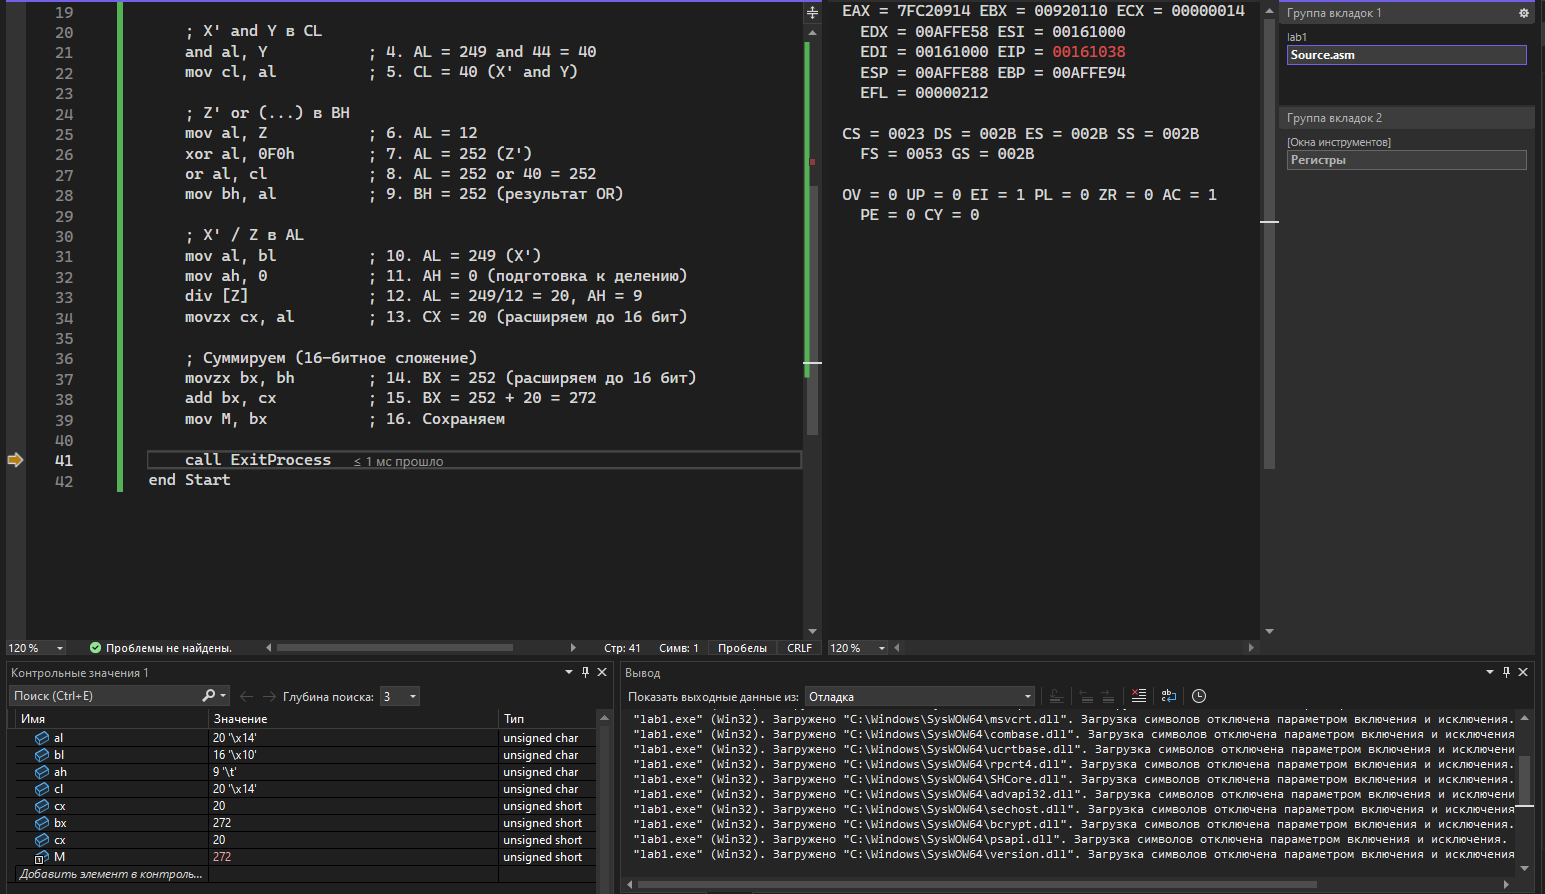 19
20 ; X' and Y в CL
21 and al, Y ; 4. AL = 249 and 44 = 40
22 mov cl, al ; 5. CL = 40 (X' and Y)
23
24 ; Z' or (...) в BH
25 mov al, Z ; 6. AL = 12
26 xor al, 0F0h ; 7. AL = 252 (Z')
27 or al, cl ; 8. AL = 252 or 40 = 252
28 mov bh, al ; 9. BH = 252 (результат OR)
29
30 ; X' / Z в AL
31 mov al, bl ; 10. AL = 249 (X')
32 mov ah, 0 ; 11. AH = 0 (подготовка к делению)
33 div [Z] ; 12. AL = 249/12 = 20, AH = 9
34 movzx cx, al ; 13. CX = 20 (расширяем до 16 бит)
35
36 ; Суммируем (16-битное сложение)
37 movzx bx, bh ; 14. BX = 252 (расширяем до 16 бит)
38 add bx, cx ; 15. BX = 252 + 20 = 272
39 mov M, bx ; 16. Сохраняем
40
41 call ExitProcess ≤ 1 мс прошло
42 end Start
120 %
Проблемы не найдены.
Стр: 41
Симв: 1
Пробелы
CRLF
EAX = 7FC20914 EBX = 00920110 ECX = 00000014
EDX = 00AFFE58 ESI = 00161000
EDI = 00161000 EIP = 00161038
ESP = 00AFFE88 EBP = 00AFFE94
EFL = 00000212
CS = 0023 DS = 002B ES = 002B SS = 002B
FS = 0053 GS = 002B
OV = 0 UP = 0 EI = 1 PL = 0 ZR = 0 AC = 1
PE = 0 CY = 0
120 %
Группа вкладок 1
lab1
Source.asm
Группа вкладок 2
[Окна инструментов]
Регистры
Контрольные значения 1
Поиск (Ctrl+E)
Глубина поиска: 3
Имя Значение Тип
al 20 '\x14' unsigned char
bl 16 '\x10' unsigned char
ah 9 '\t' unsigned char
cl 20 '\x14' unsigned char
cx 20 unsigned short
bx 272 unsigned short
cx 20 unsigned short
M 272 unsigned short
Добавить элемент в контроль...
Вывод
Показать выходные данные из: Отладка
"lab1.exe" (Win32). Загружено "C:\Windows\SysWOW64\msvcrt.dll". Загрузка символов отключена параметром включения и исключения.
"lab1.exe" (Win32). Загружено "C:\Windows\SysWOW64\combase.dll". Загрузка символов отключена параметром включения и исключения
"lab1.exe" (Win32). Загружено "C:\Windows\SysWOW64\ucrtbase.dll". Загрузка символов отключена параметром включения и исключени
"lab1.exe" (Win32). Загружено "C:\Windows\SysWOW64\rpcrt4.dll". Загрузка символов отключена параметром включения и исключения.
"lab1.exe" (Win32). Загружено "C:\Windows\SysWOW64\SHCore.dll". Загрузка символов отключена параметром включения и исключения.
"lab1.exe" (Win32). Загружено "C:\Windows\SysWOW64\advapi32.dll". Загрузка символов отключена параметром включения и исключени
"lab1.exe" (Win32). Загружено "C:\Windows\SysWOW64\sechost.dll". Загрузка символов отключена параметром включения и исключения
"lab1.exe" (Win32). Загружено "C:\Windows\SysWOW64\bcrypt.dll". Загрузка символов отключена параметром включения и исключения.
"lab1.exe" (Win32). Загружено "C:\Windows\SysWOW64\psapi.dll". Загрузка символов отключена параметром включения и исключения.
"lab1.exe" (Win32). Загружено "C:\Windows\SysWOW64\version.dll". Загрузка символов отключена параметром включения и исключения